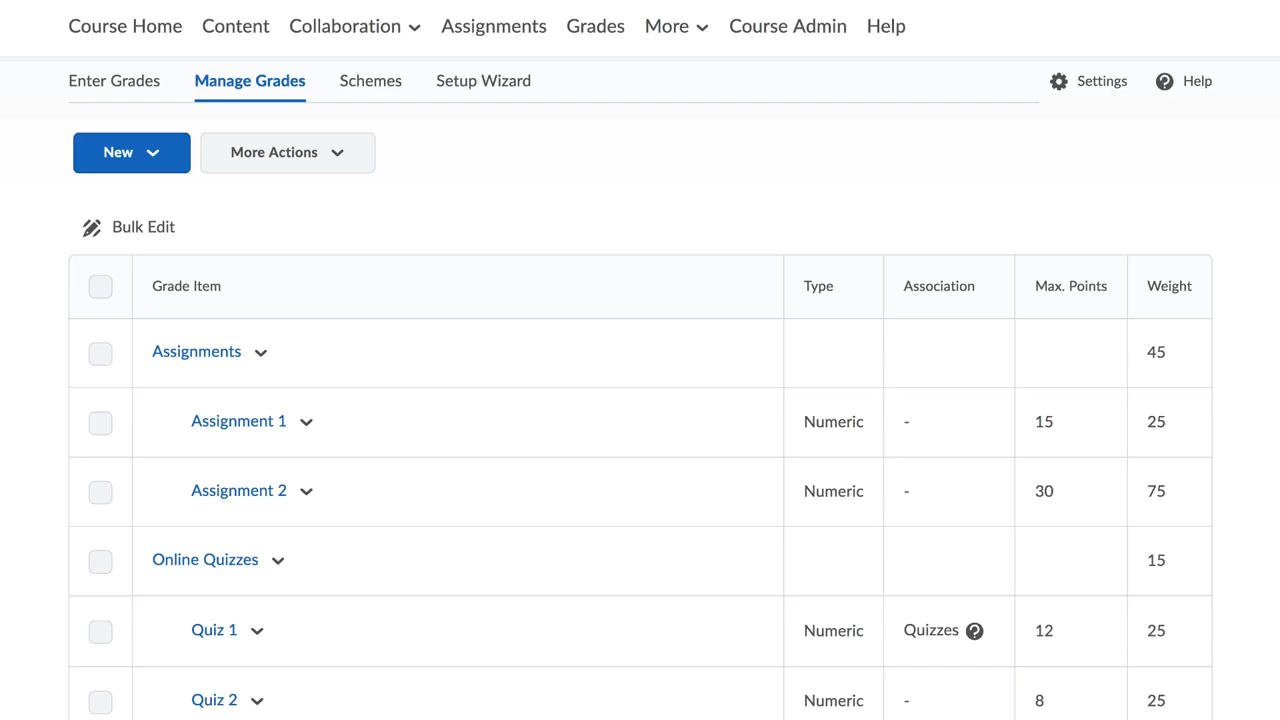 Course Home Content Collaboration Assignments Grades More Course Admin Help
Enter Grades Manage Grades Schemes Setup Wizard Settings Help
New More Actions
Bulk Edit
Grade Item Type Association Max. Points Weight
Assignments 45
Assignment 1 Numeric - 15 25
Assignment 2 Numeric - 30 75
Online Quizzes 15
Quiz 1 Numeric Quizzes 12 25
Quiz 2 Numeric - 8 25